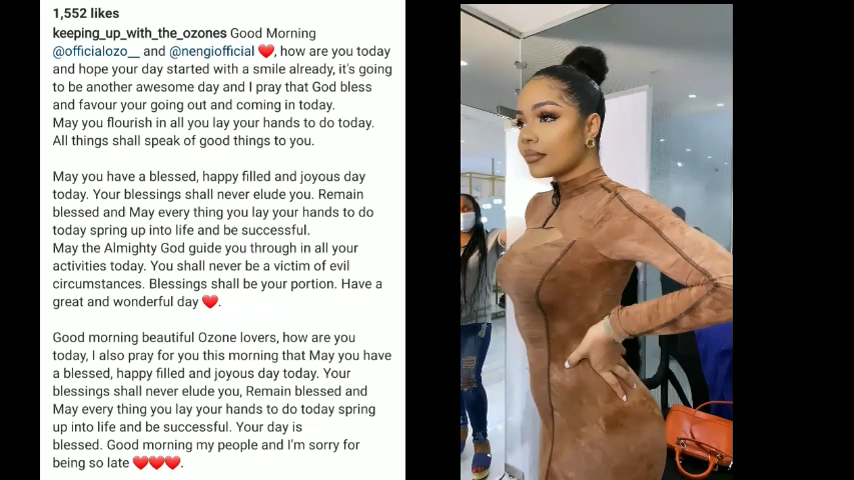 1,552 likes
keeping_up_with_the_ozones Good Morning
@officialozo__ and @nengiofficial ❤️, how are you today
and hope your day started with a smile already, it's going
to be another awesome day and I pray that God bless
and favour your going out and coming in today.
May you flourish in all you lay your hands to do today.
All things shall speak of good things to you.
May you have a blessed, happy filled and joyous day
today. Your blessings shall never elude you. Remain
blessed and May every thing you lay your hands to do
today spring up into life and be successful.
May the Almighty God guide you through in all your
activities today. You shall never be a victim of evil
circumstances. Blessings shall be your portion. Have a
great and wonderful day ❤️.
Good morning beautiful Ozone lovers, how are you
today, I also pray for you this morning that May you have
a blessed, happy filled and joyous day today. Your
blessings shall never elude you, Remain blessed and
May every thing you lay your hands to do today spring
up into life and be successful. Your day is
blessed. Good morning my people and I'm sorry for
being so late ❤️❤️❤️.